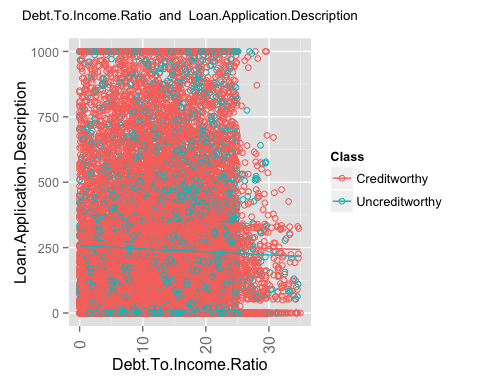 Debt.To.Income.Ratio and Loan.Application.Description
1000
750
500
250
0
Loan.Application.Description
0
10
20
30
Debt.To.Income.Ratio
Class
Creditworthy
Uncreditworthy